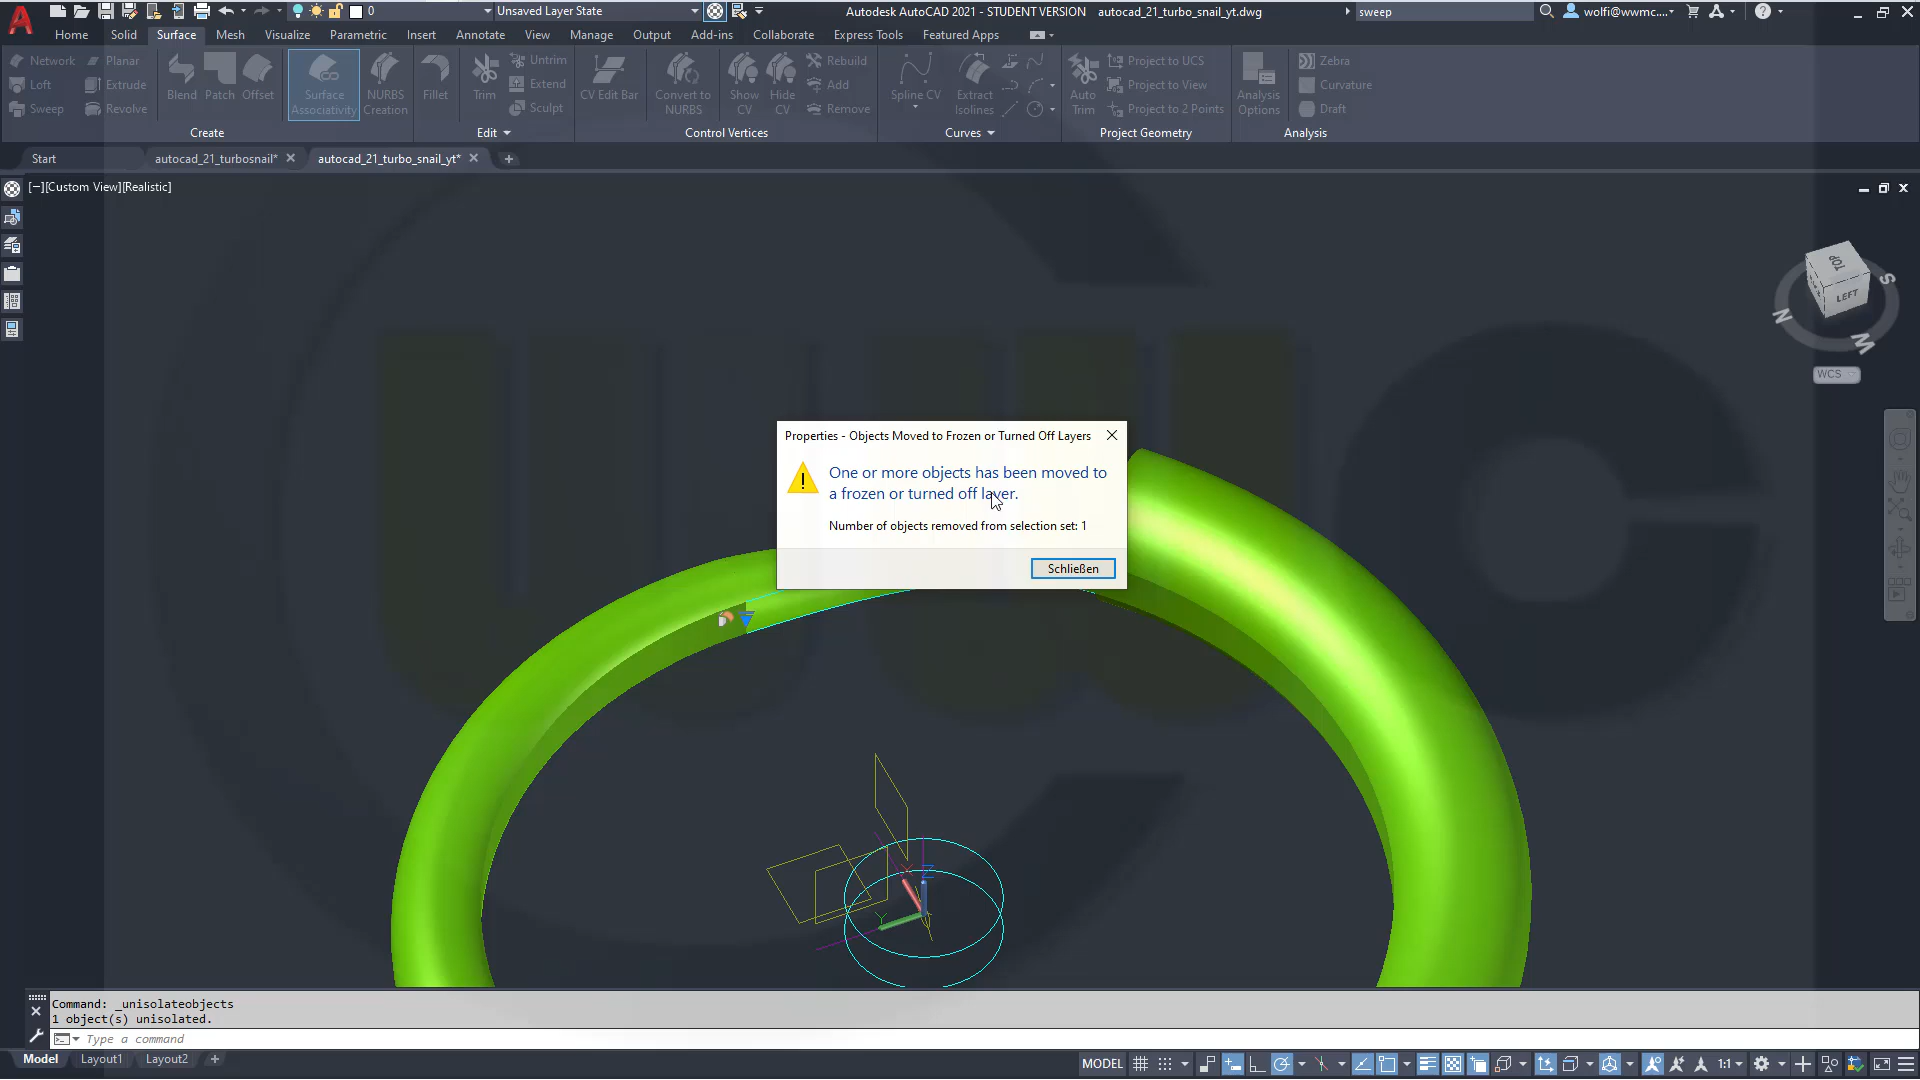 0
Unsaved Layer State
Autodesk AutoCAD 2021 - STUDENT VERSION autocad_21_turbo_snail_yt.dwg
sweep
wolfi@wwmc....
Home Solid Surface Mesh Visualize Parametric Insert Annotate View Manage Output Add-ins Collaborate Express Tools Featured Apps
Network Planar
Loft Extrude
Sweep Revolve
Blend Patch Offset
Surface Associativity
NURBS Creation
Fillet
Trim
Untrim
Extend
Sculpt
CV Edit Bar
Convert to NURBS
Show CV
Hide CV
Rebuild
Add
Remove
Spline CV
Extract Isolines
Auto Trim
Project to UCS
Project to View
Project to 2 Points
Analysis Options
Zebra
Curvature
Draft
Create Edit Control Vertices Curves Project Geometry Analysis
Start autocad_21_turbosnail* autocad_21_turbo_snail_yt*
[−][Custom View][Realistic]
TOP
LEFT
S
N
W
WCS
Properties - Objects Moved to Frozen or Turned Off Layers
One or more objects has been moved to
a frozen or turned off layer.
Number of objects removed from selection set: 1
Schließen
X
Z
Y
Command: _unisolateobjects
1 object(s) unisolated.
Type a command
Model Layout1 Layout2
MODEL
1:1